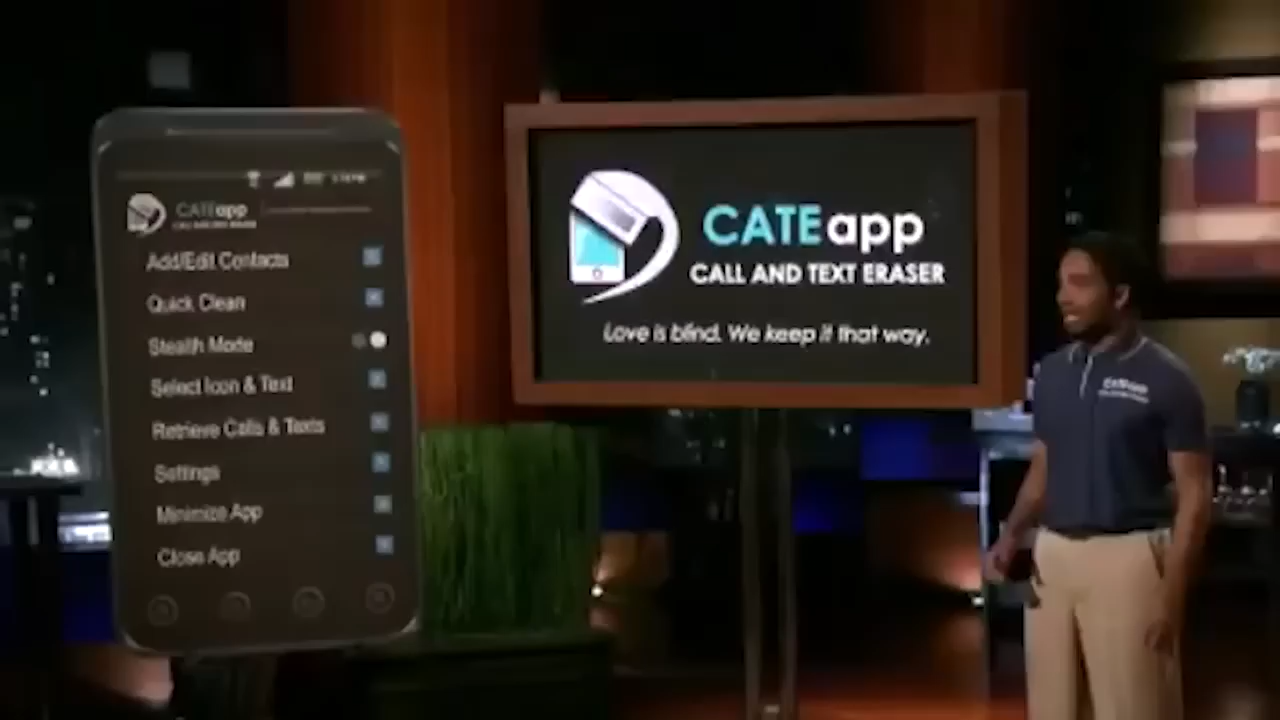 CATEapp
Add/Edit Contacts
Quick Clean
Stealth Mode
Select Icon & Text
Retrieve Calls & Texts
Settings
Minimize App
Close App
CATEapp
CALL AND TEXT ERASER
Love is blind. We keep it that way.